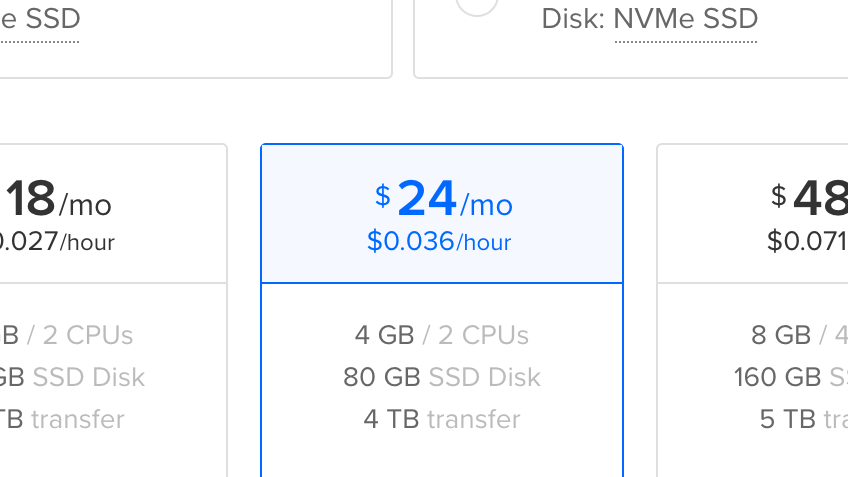 e SSD
Disk: NVMe SSD
18/mo
0.027/hour
GB / 2 CPUs
GB SSD Disk
TB transfer
$ 24/mo
$0.036/hour
4 GB / 2 CPUs
80 GB SSD Disk
4 TB transfer
$ 48
$0.071
8 GB / 4
160 GB S
5 TB tra